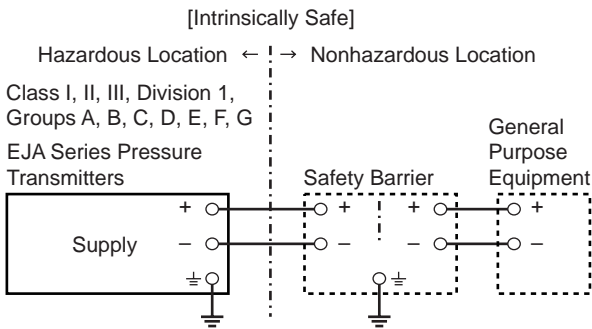 [Intrinsically Safe]
Hazardous Location ← → Nonhazardous Location
Class I, II, III, Division 1,
Groups A, B, C, D, E, F, G
EJA Series Pressure
Transmitters
Safety Barrier
General
Purpose
Equipment
+ + + +
Supply
– – – –